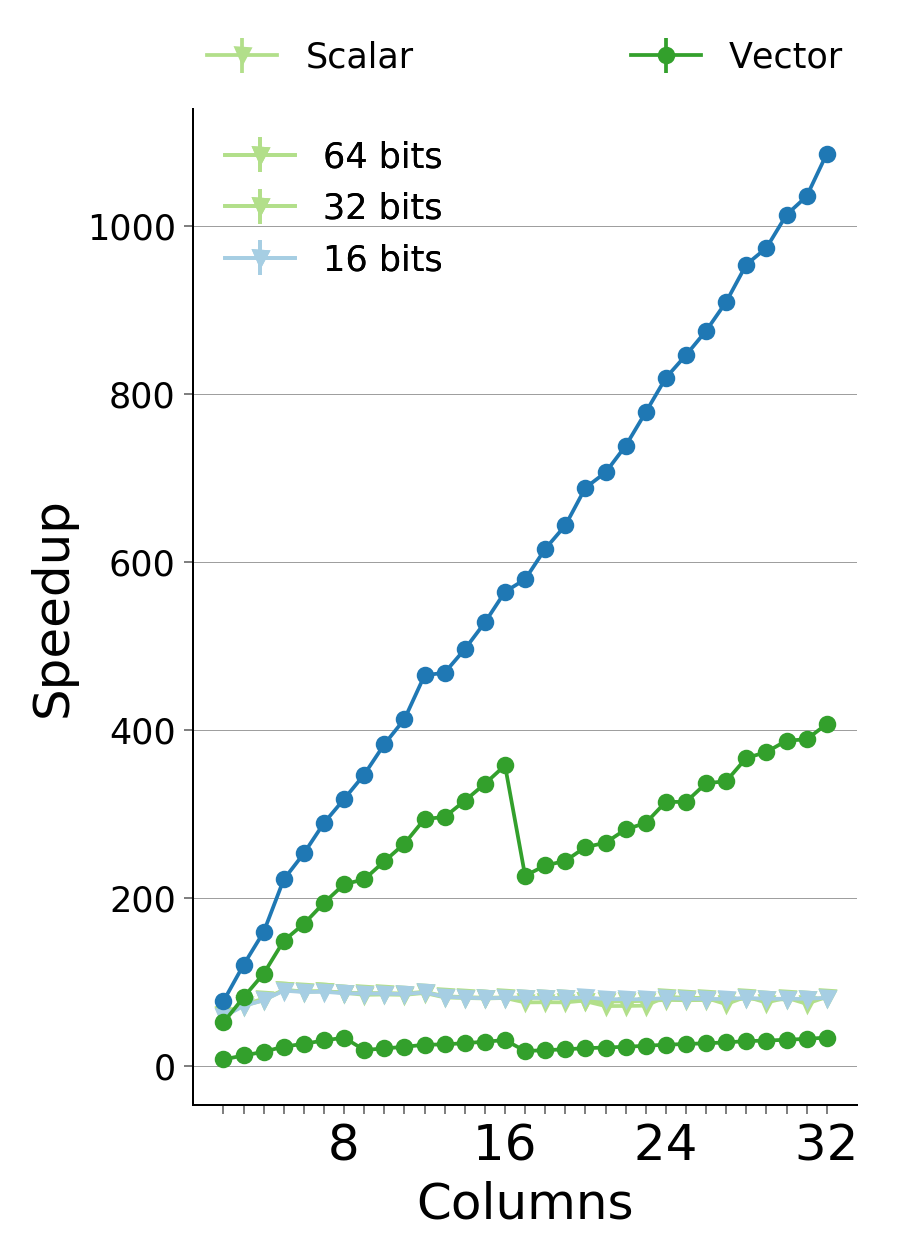 Scalar Vector
64 bits
32 bits
16 bits
1000
800
600
400
200
0
Speedup
8 16 24 32
Columns